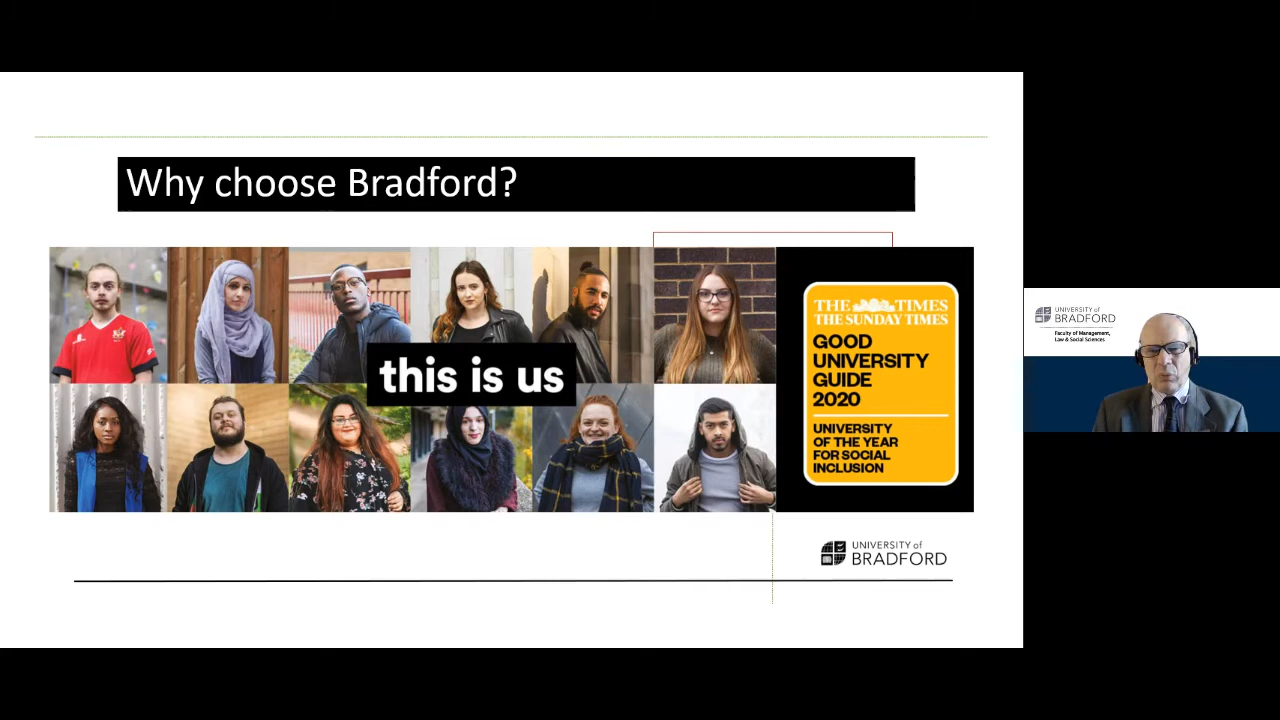 Why choose Bradford?
this is us
THE TIMES
THE SUNDAY TIMES
GOOD
UNIVERSITY
GUIDE
2020
UNIVERSITY
OF THE YEAR
FOR SOCIAL
INCLUSION
UNIVERSITY of
BRADFORD
UNIVERSITY of
BRADFORD
Faculty of Management,
Law & Social Sciences